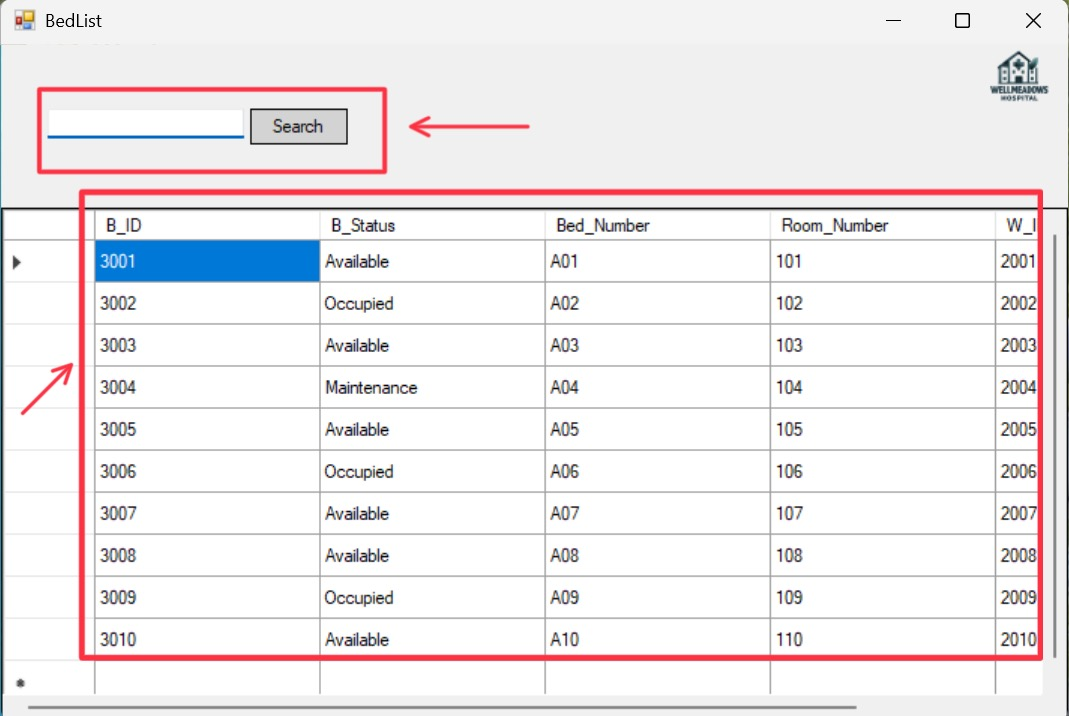 BedList
WELLMEADOWS
HOSPITAL
Search
B_ID B_Status Bed_Number Room_Number W_I
3001 Available A01 101 2001
3002 Occupied A02 102 2002
3003 Available A03 103 2003
3004 Maintenance A04 104 2004
3005 Available A05 105 2005
3006 Occupied A06 106 2006
3007 Available A07 107 2007
3008 Available A08 108 2008
3009 Occupied A09 109 2009
3010 Available A10 110 2010